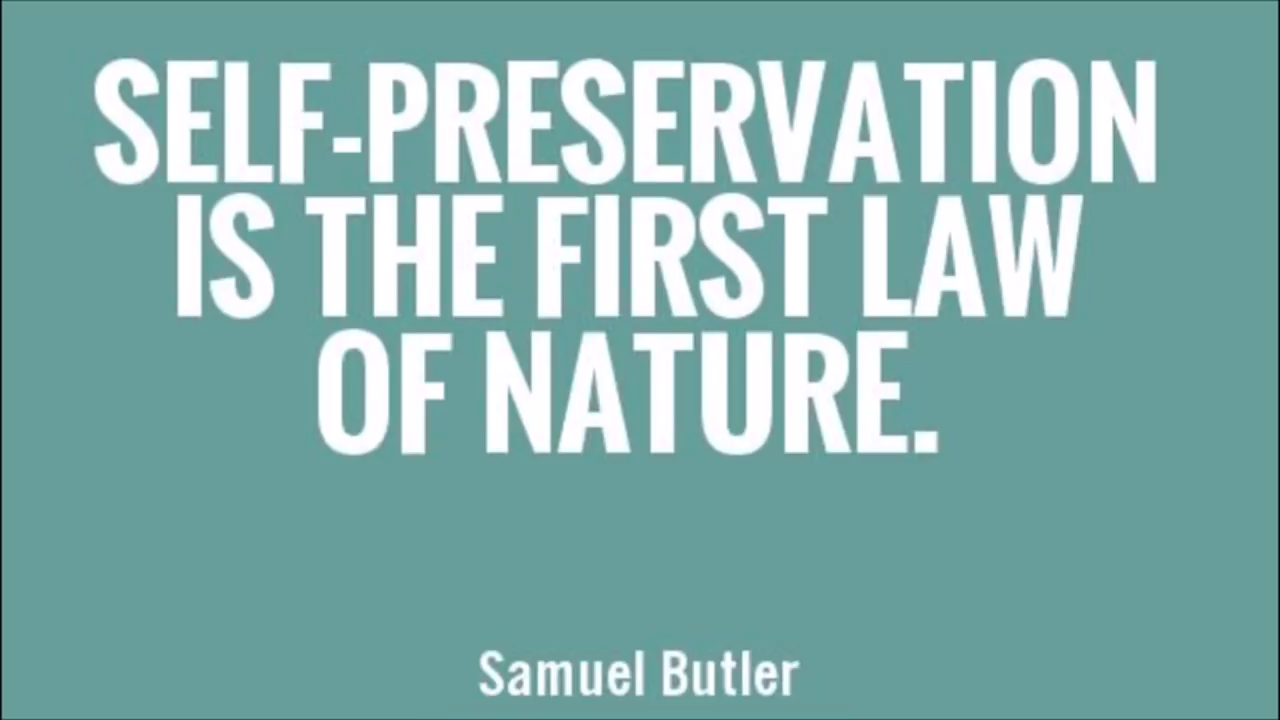 SELF-PRESERVATION
IS THE FIRST LAW
OF NATURE.
Samuel Butler